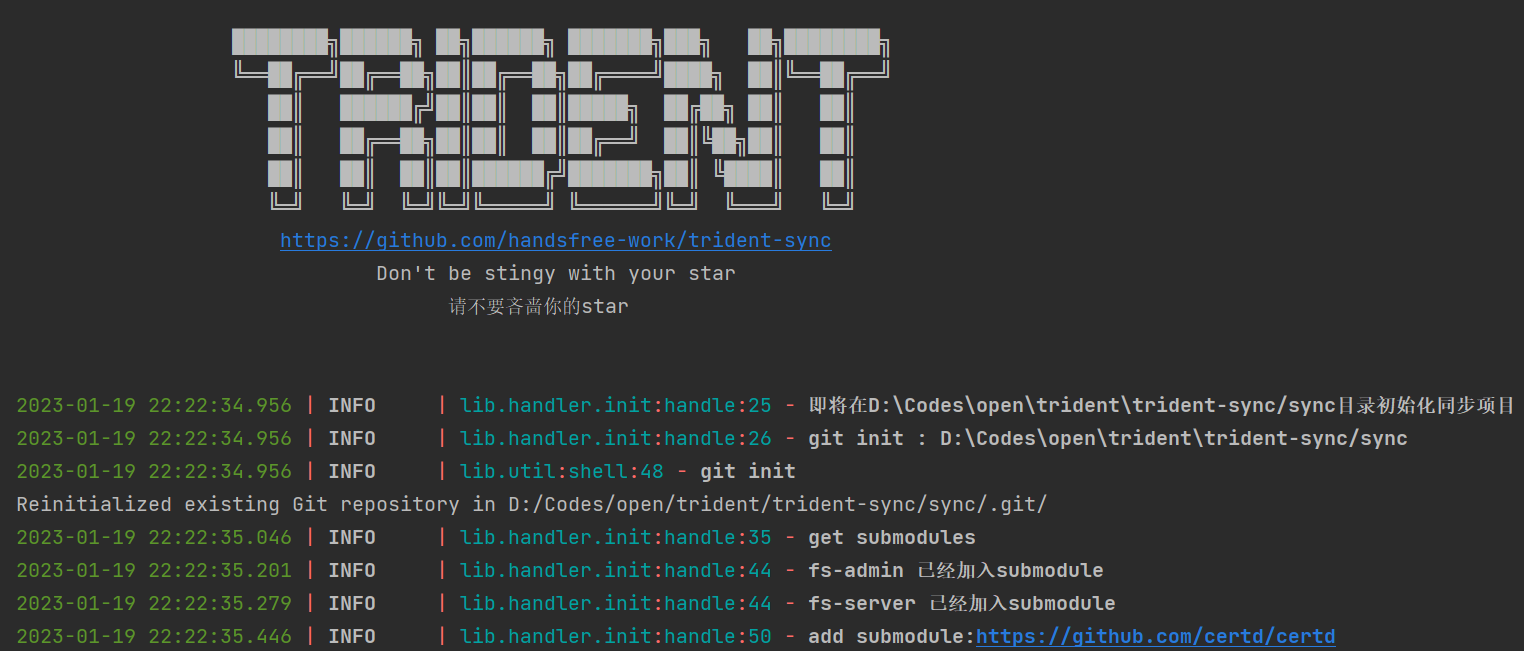 TRIDENT
https://github.com/handsfree-work/trident-sync
Don't be stingy with your star
请不要吝啬你的star
2023-01-19 22:22:34.956 | INFO     | lib.handler.init:handle:25 - 即将在D:\Codes\open\trident\trident-sync/sync目录初始化同步项目
2023-01-19 22:22:34.956 | INFO     | lib.handler.init:handle:26 - git init : D:\Codes\open\trident\trident-sync/sync
2023-01-19 22:22:34.956 | INFO     | lib.util:shell:48 - git init
Reinitialized existing Git repository in D:/Codes/open/trident/trident-sync/sync/.git/
2023-01-19 22:22:35.046 | INFO     | lib.handler.init:handle:35 - get submodules
2023-01-19 22:22:35.201 | INFO     | lib.handler.init:handle:44 - fs-admin 已经加入submodule
2023-01-19 22:22:35.279 | INFO     | lib.handler.init:handle:44 - fs-server 已经加入submodule
2023-01-19 22:22:35.446 | INFO     | lib.handler.init:handle:50 - add submodule:https://github.com/certd/certd